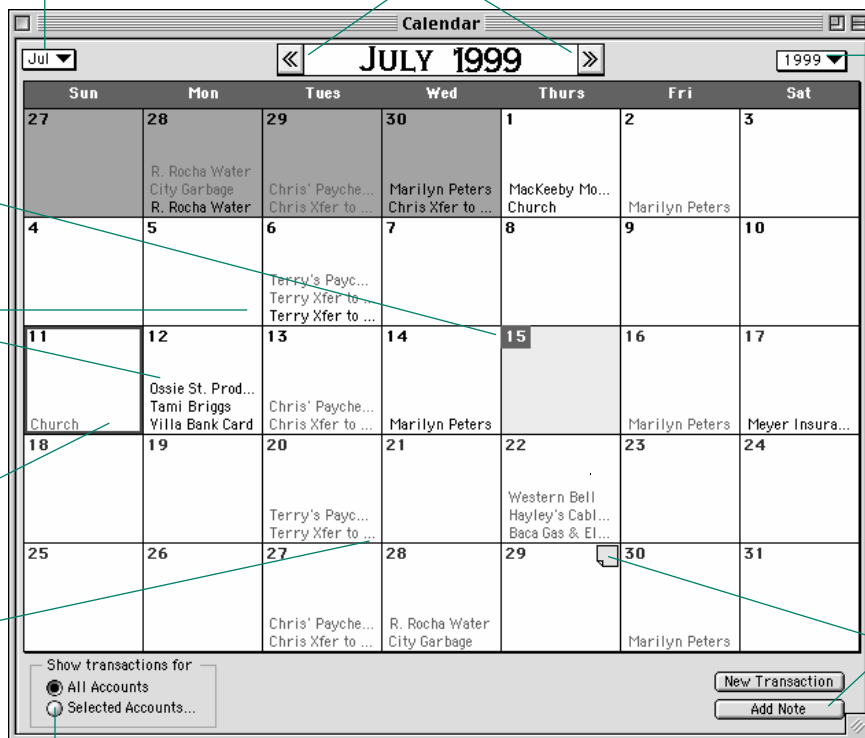 Calendar
Jul
«
JULY 1999
»
1999
Sun Mon Tues Wed Thurs Fri Sat
27 28 29 30 1 2 3
R. Rocha Water
City Garbage Chris' Payche... Marilyn Peters MacKeeby Mo...
R. Rocha Water Chris Xfer to ... Chris Xfer to ... Church Marilyn Peters
4 5 6 7 8 9 10
Terry's Payc...
Terry Xfer to ...
Terry Xfer to ...
11 12 13 14 15 16 17
Ossie St. Prod...
Tami Briggs Chris' Payche...
Church Villa Bank Card Chris Xfer to ... Marilyn Peters Marilyn Peters Meyer Insura...
18 19 20 21 22 23 24
Western Bell
Terry's Payc... Hayley's Cabl...
Terry Xfer to ... Baca Gas & El...
25 26 27 28 29 30 31
Chris' Payche... R. Rocha Water
Chris Xfer to ... City Garbage Marilyn Peters
Show transactions for
All Accounts
Selected Accounts...
New Transaction
Add Note